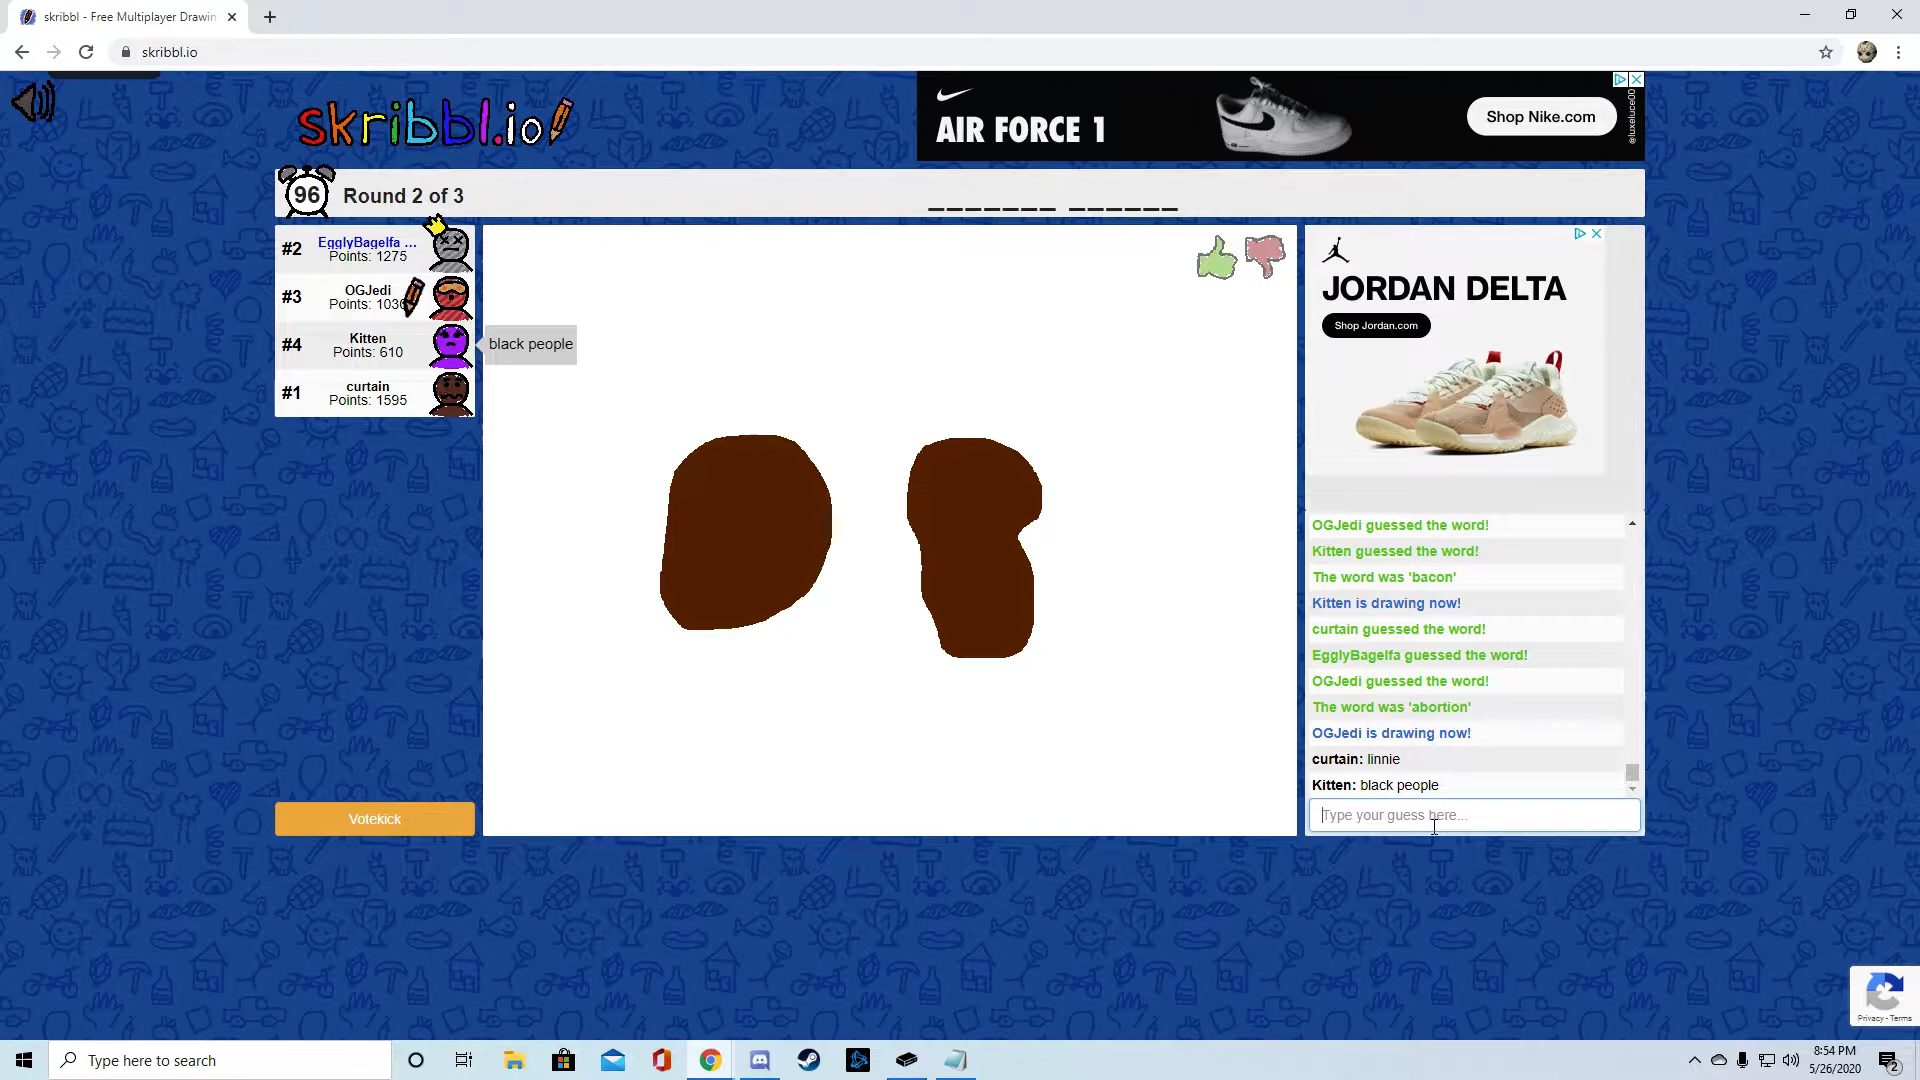 skribbl - Free Multiplayer Drawin
skribbl.io
skribbl.io
AIR FORCE 1
Shop Nike.com
@luxeluce00
96
Round 2 of 3
_______ ______
#2
EgglyBagelfa ...
Points: 1275
#3
OGJedi
Points: 1030
#4
Kitten
Points: 610
black people
#1
curtain
Points: 1595
Votekick
JORDAN DELTA
Shop Jordan.com
OGJedi guessed the word!
Kitten guessed the word!
The word was 'bacon'
Kitten is drawing now!
curtain guessed the word!
EgglyBagelfa guessed the word!
OGJedi guessed the word!
The word was 'abortion'
OGJedi is drawing now!
curtain: linnie
Kitten: black people
Type your guess here...
Privacy - Terms
Type here to search
8:54 PM
5/26/2020
2